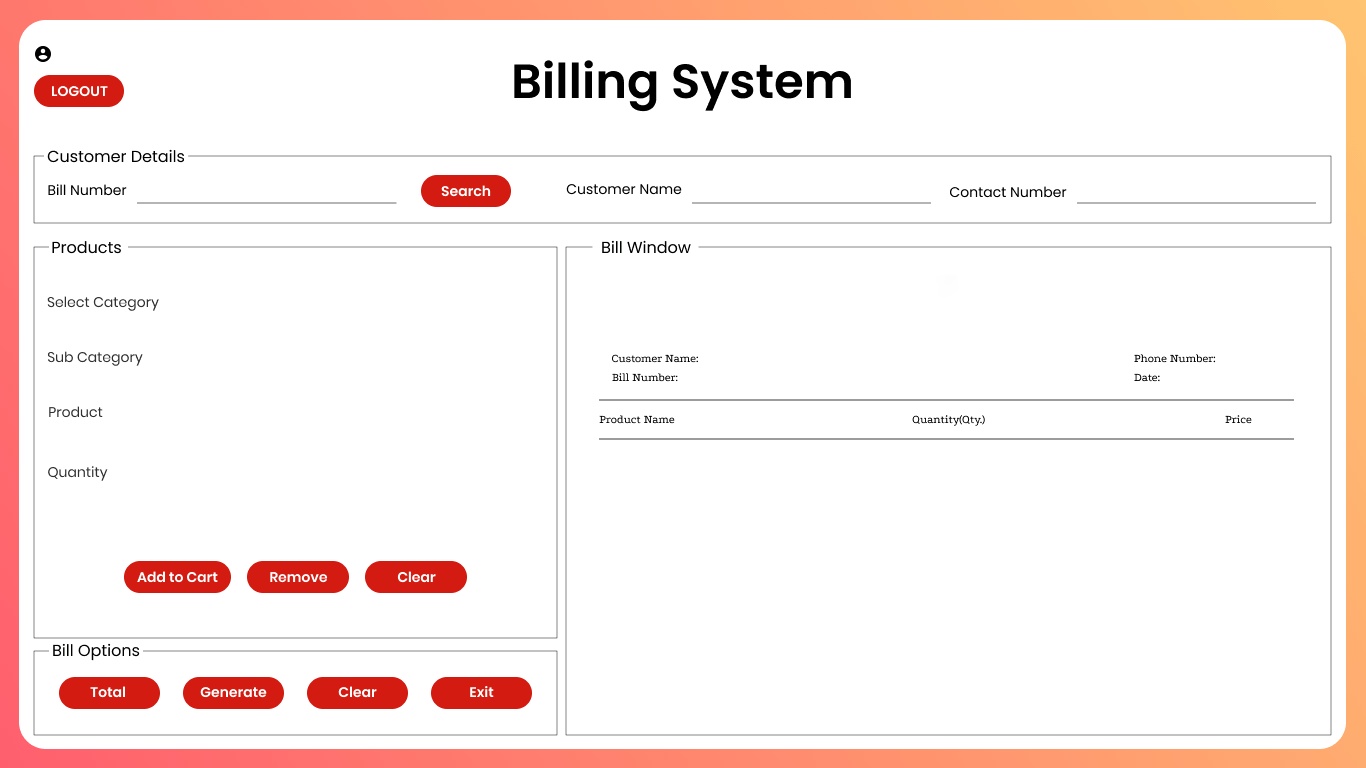 Billing System
LOGOUT
Customer Details
Bill Number
Search
Customer Name
Contact Number
Products
Select Category
Sub Category
Product
Quantity
Add to Cart
Remove
Clear
Bill Options
Total
Generate
Clear
Exit
Bill Window
Customer Name:
Phone Number:
Bill Number:
Date:
Product Name
Quantity(Qty.)
Price